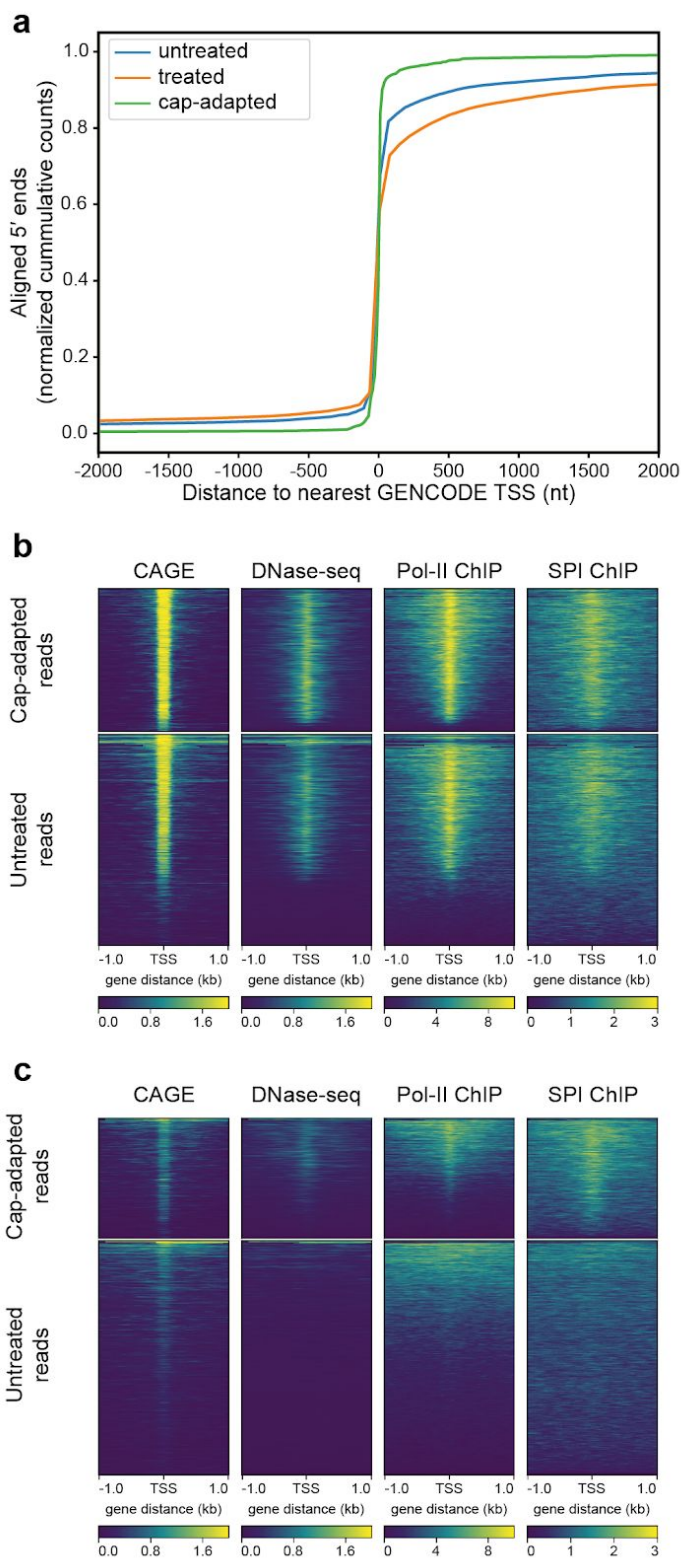 a
untreated
treated
cap-adapted
Aligned 5′ ends
(normalized cummulative counts)
1.0
0.8
0.6
0.4
0.2
0.0
-2000 -1500 -1000 -500 0 500 1000 1500 2000
Distance to nearest GENCODE TSS (nt)
b
CAGE DNase-seq Pol-II ChIP SPI ChIP
Cap-adapted
reads
Untreated
reads
-1.0 TSS 1.0 -1.0 TSS 1.0 -1.0 TSS 1.0 -1.0 TSS 1.0
gene distance (kb) gene distance (kb) gene distance (kb) gene distance (kb)
0.0 0.8 1.6 0.0 0.8 1.6 0 4 8 0 1 2 3
c
CAGE DNase-seq Pol-II ChIP SPI ChIP
Cap-adapted
reads
Untreated
reads
-1.0 TSS 1.0 -1.0 TSS 1.0 -1.0 TSS 1.0 -1.0 TSS 1.0
gene distance (kb) gene distance (kb) gene distance (kb) gene distance (kb)
0.0 0.8 1.6 0.0 0.8 1.6 0 4 8 0 1 2 3